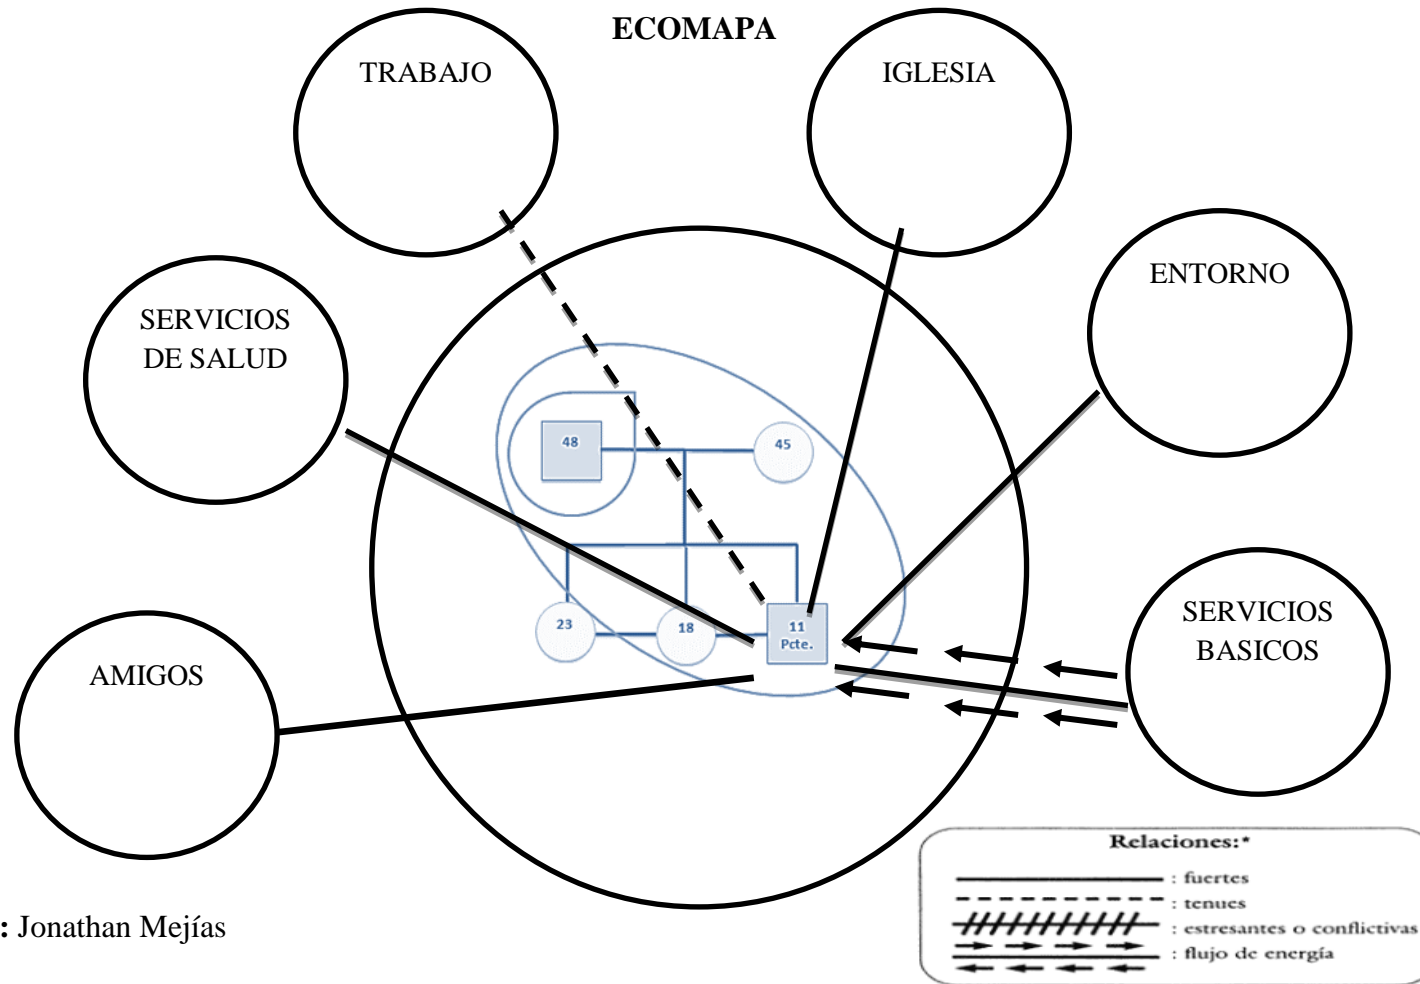 ECOMAPA
TRABAJO
IGLESIA
ENTORNO
SERVICIOS
DE SALUD
48
45
23
18
11
Pcte.
SERVICIOS
BASICOS
AMIGOS
Relaciones:*
: fuertes
: tenues
: estresantes o conflictivas
: flujo de energía
: Jonathan Mejías